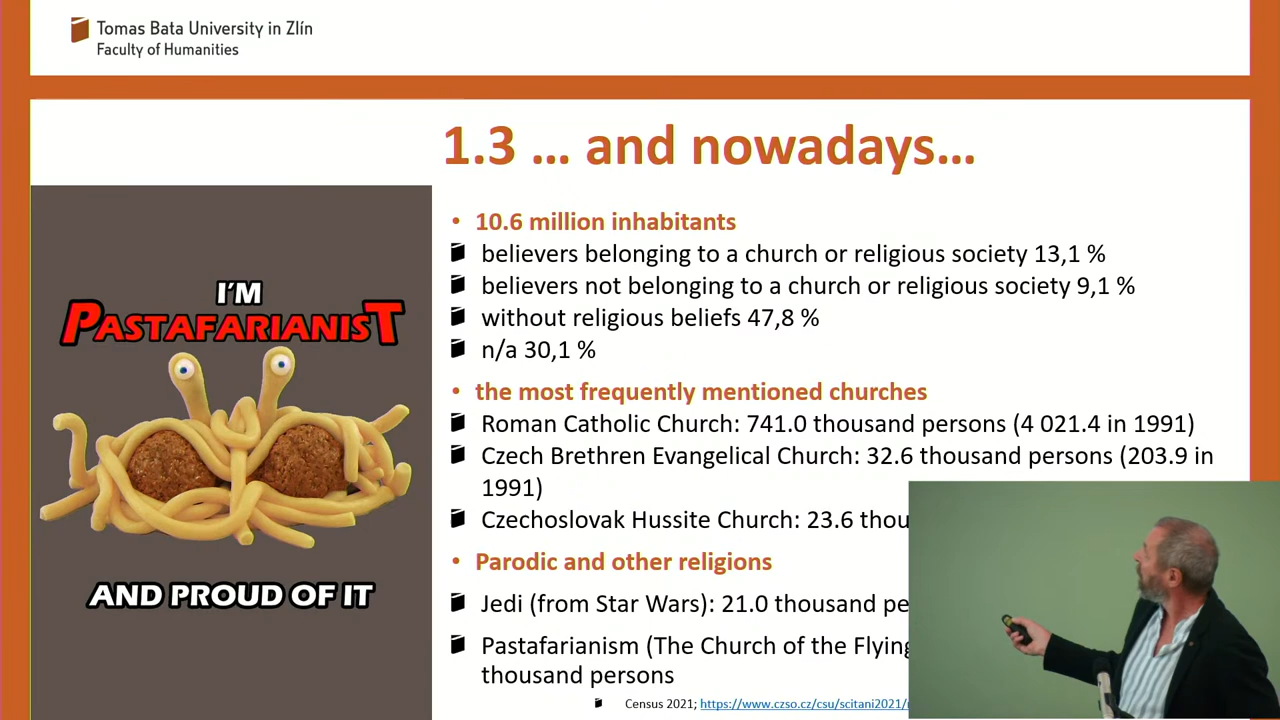 Tomas Bata University in Zlín
Faculty of Humanities
1.3 … and nowadays…
I'M
PASTAFARIANIST
AND PROUD OF IT
• 10.6 million inhabitants
believers belonging to a church or religious society 13,1 %
believers not belonging to a church or religious society 9,1 %
without religious beliefs 47,8 %
n/a 30,1 %
• the most frequently mentioned churches
Roman Catholic Church: 741.0 thousand persons (4 021.4 in 1991)
Czech Brethren Evangelical Church: 32.6 thousand persons (203.9 in
1991)
Czechoslovak Hussite Church: 23.6
• Parodic and other religions
Jedi (from Star Wars): 21.0 thousand
Pastafarianism (The Church of the Flying
thousand persons
Census 2021; https://www.czso.cz/csu/scitani2021/